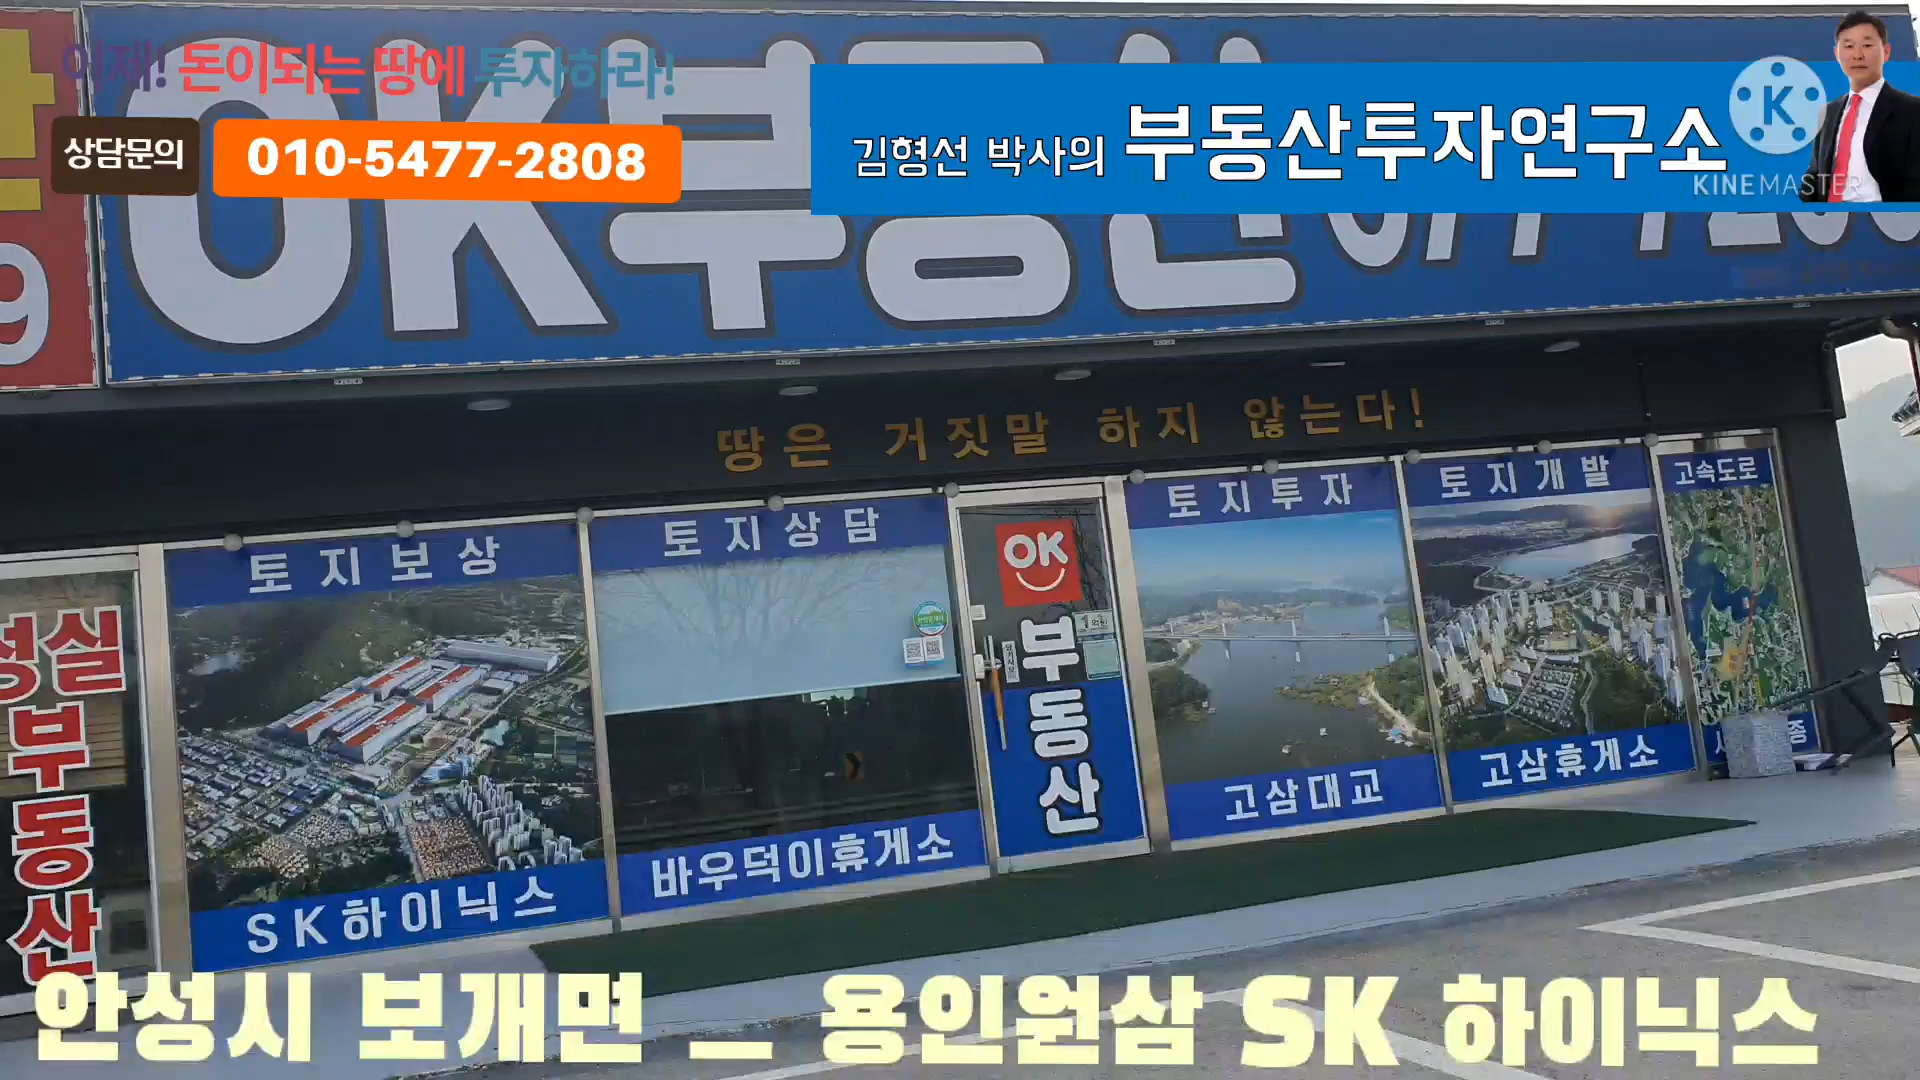 이제! 돈이되는 땅에 투자하라!
상담문의 010-5477-2808
김형선 박사의 부동산투자연구소
KINEMASTER
OK부동산
9
땅은 거짓말 하지 않는다!
토지보상
토지상담
토지투자
토지개발
고속도로
OK
부동산
성실
부동산
SK하이닉스
바우덕이휴게소
고삼대교
고삼휴게소
안성시 보개면 - 용인원삼 SK 하이닉스